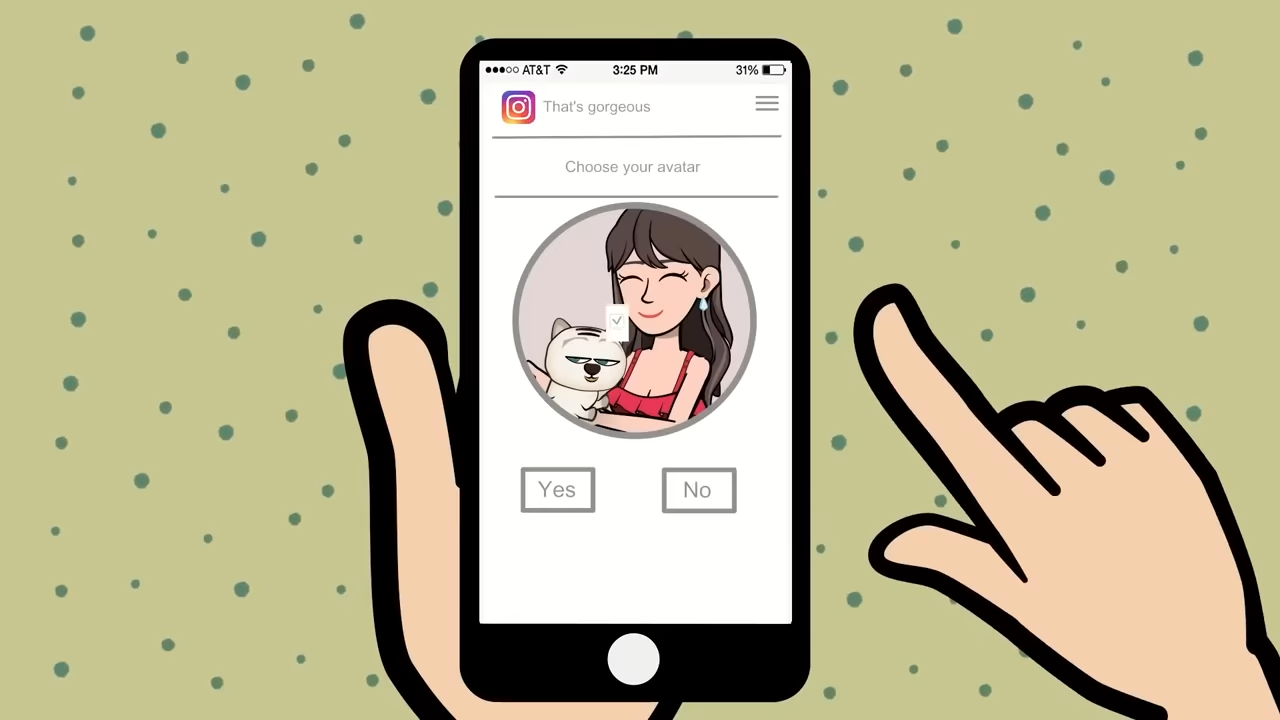 AT&T 3:25 PM 31%
That's gorgeous
Choose your avatar
Yes No